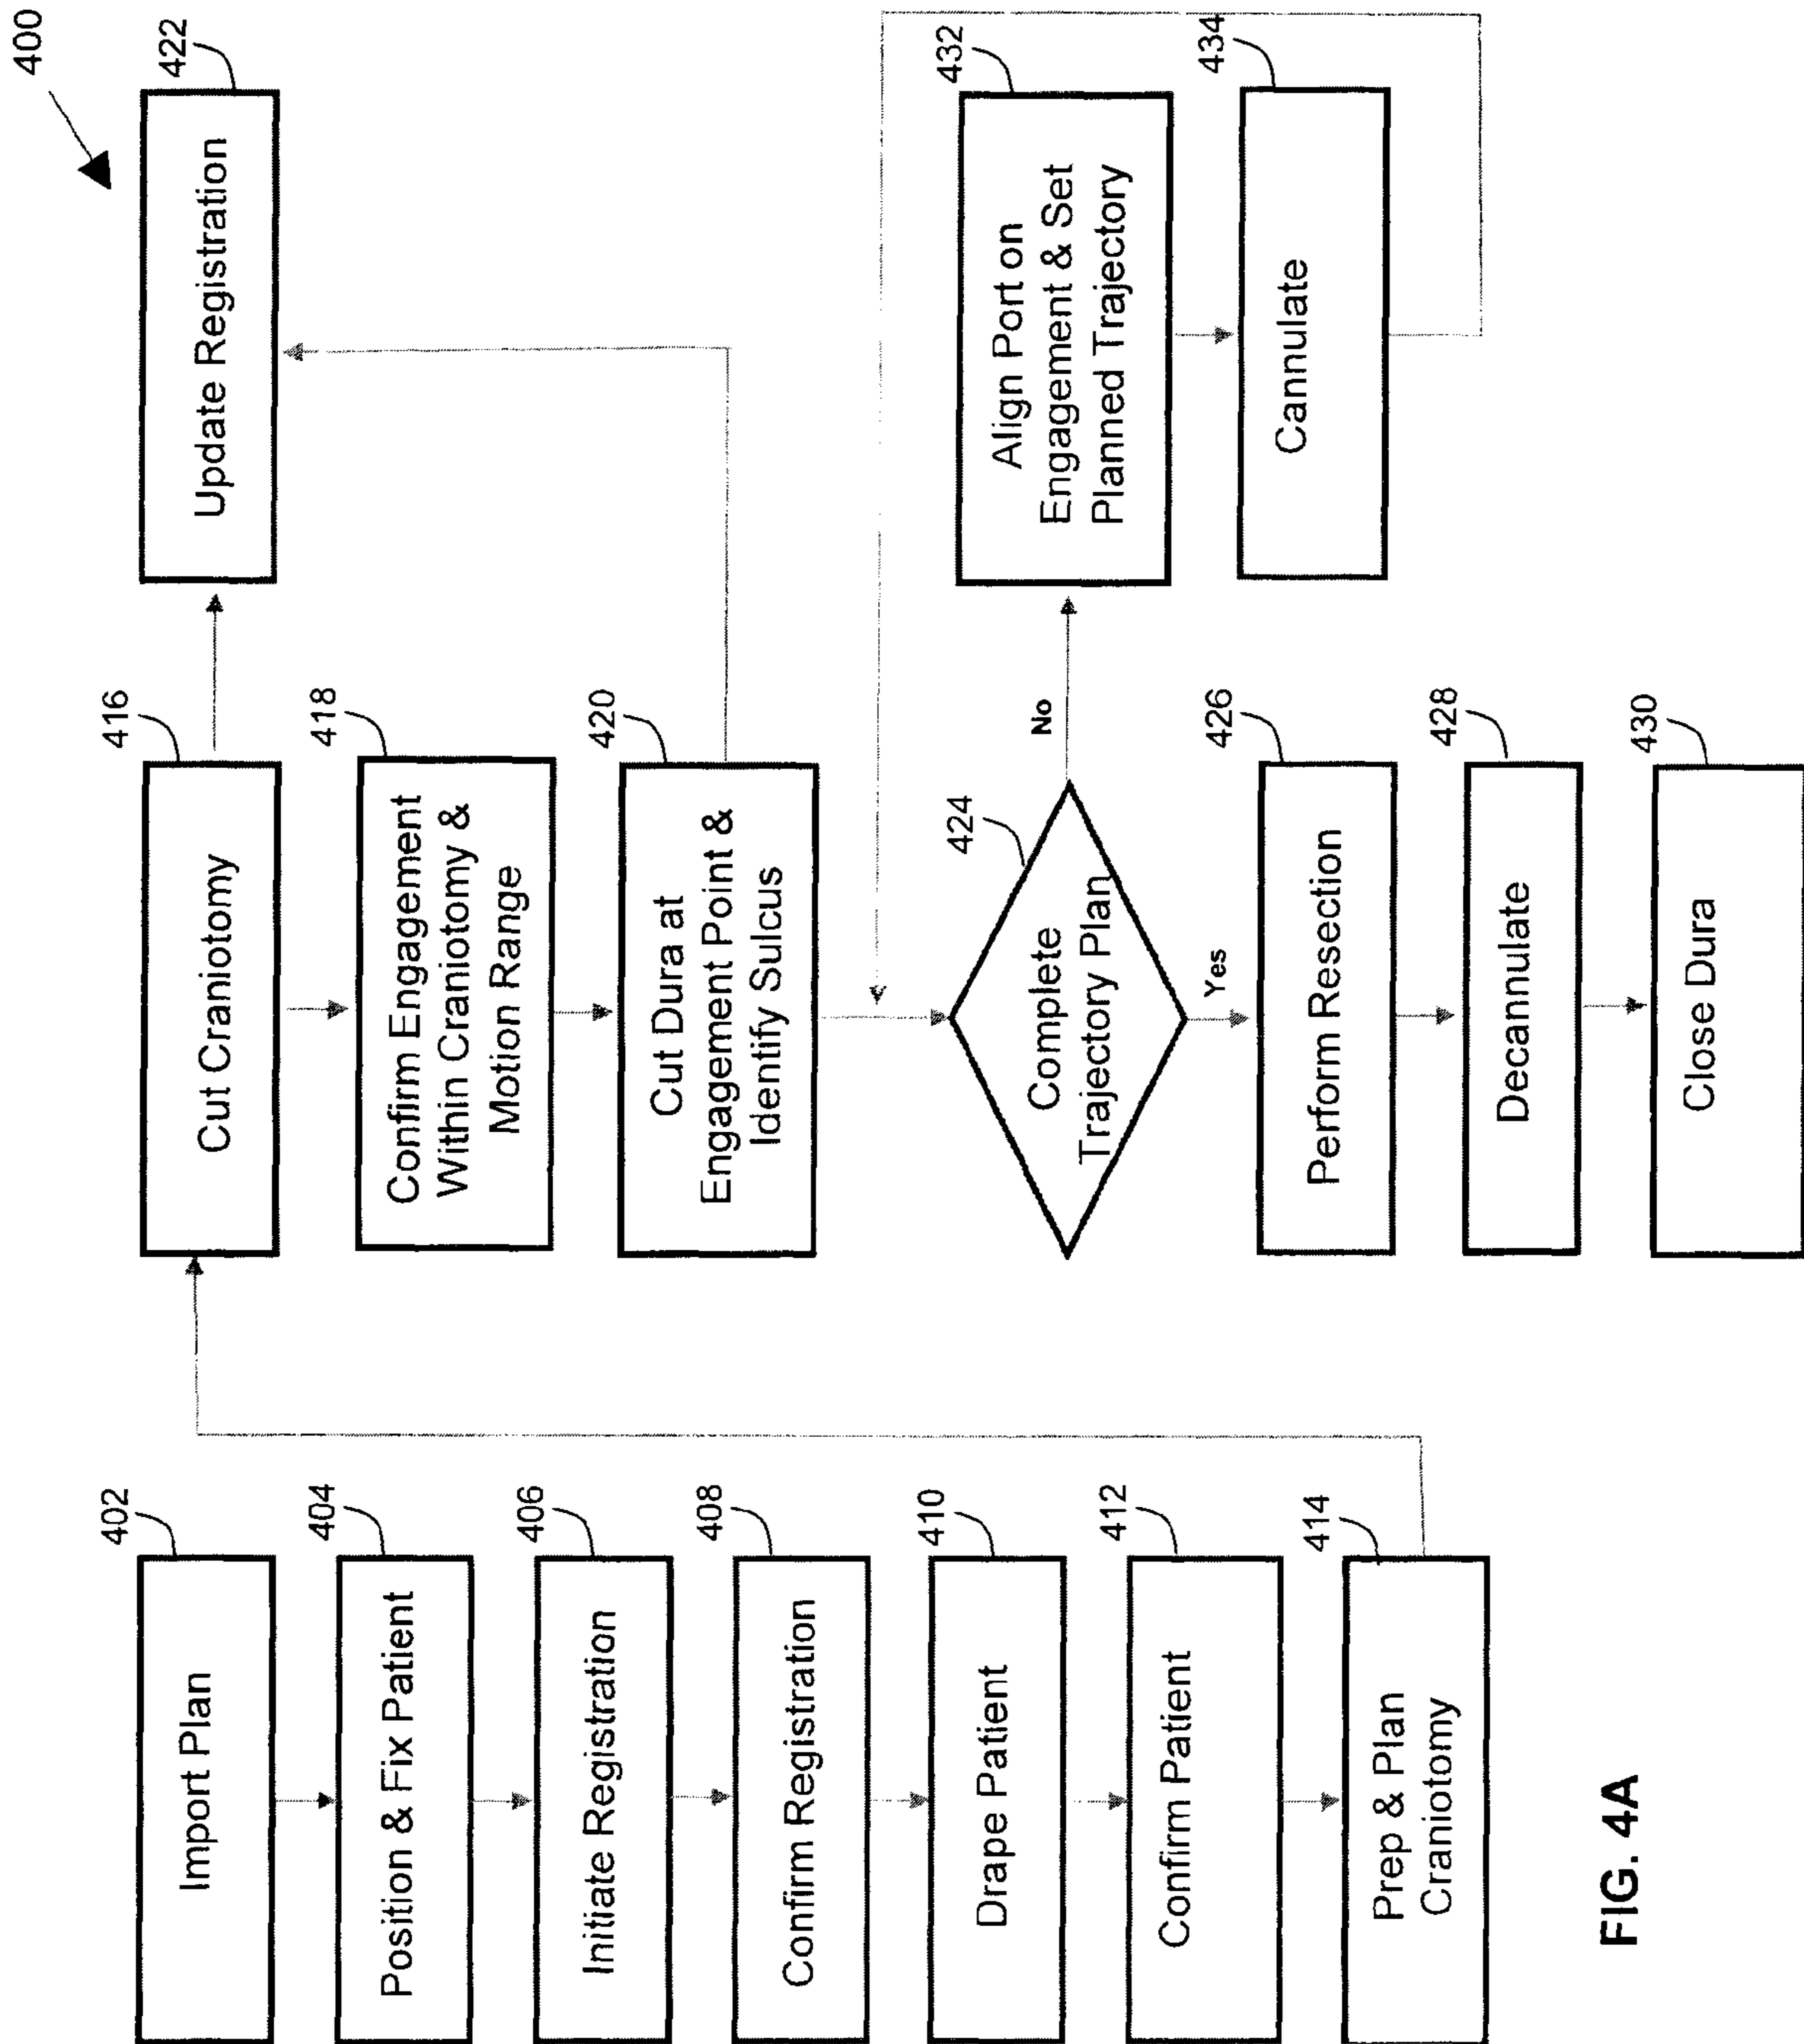 400
402
Import Plan
404
Position & Fix Patient
406
Initiate Registration
408
Confirm Registration
410
Drape Patient
412
Confirm Patient
414
Prep & Plan
Craniotomy
416
Cut Craniotomy
418
Confirm Engagement
Within Craniotomy &
Motion Range
420
Cut Dura at
Engagement Point &
Identify Sulcus
422
Update Registration
424
Complete
Trajectory Plan
No
Yes
426
Perform Resection
428
Decannulate
430
Close Dura
432
Align Port on
Engagement & Set
Planned Trajectory
434
Cannulate
FIG. 4A